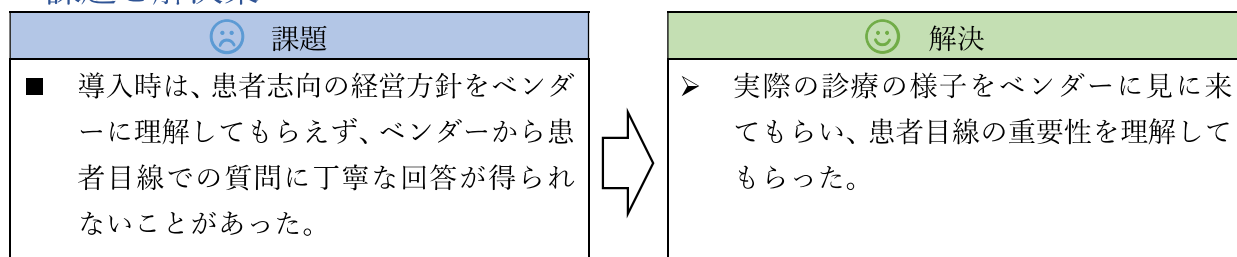 課題と解決策
課題
■ 導入時は、患者志向の経営方針をベンダ
ーに理解してもらえず、ベンダーから患
者目線での質問に丁寧な回答が得られ
ないことがあった。
解決
➢ 実際の診療の様子をベンダーに見に来
てもらい、患者目線の重要性を理解して
もらった。